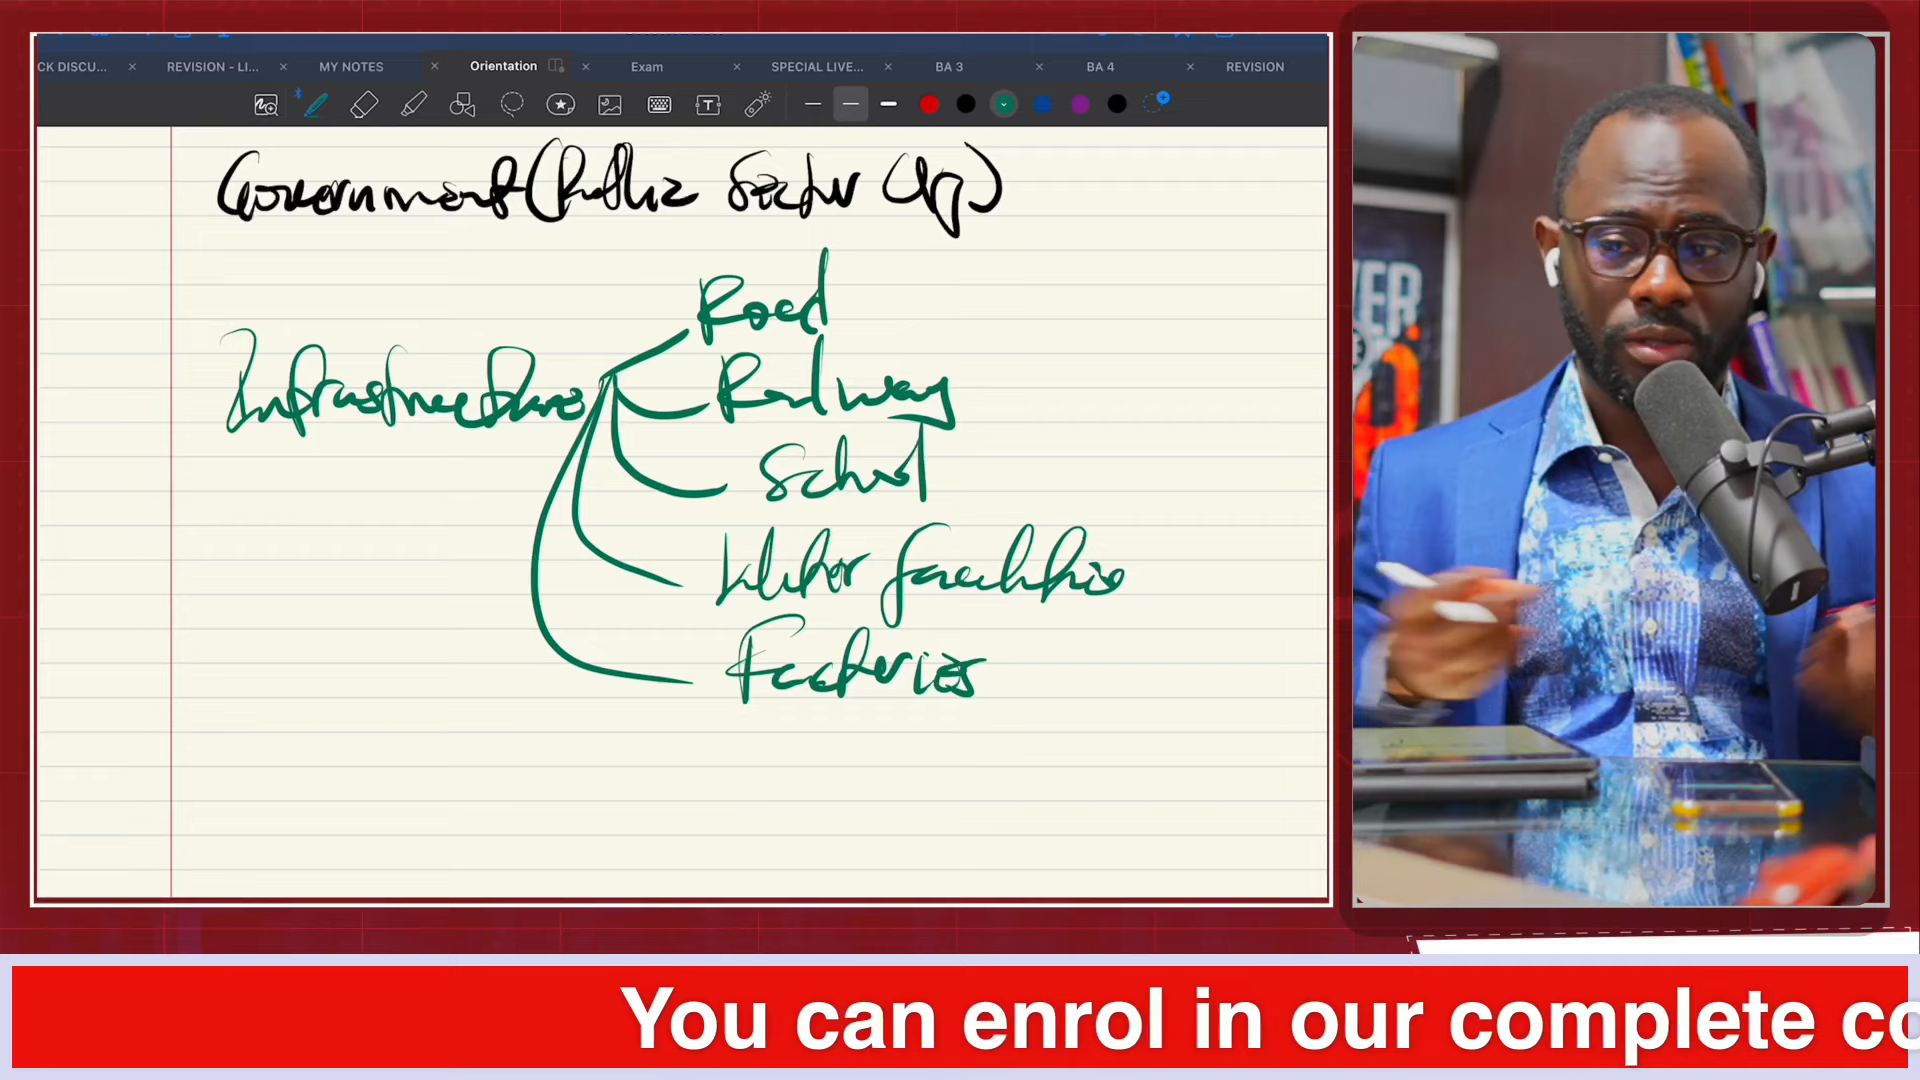 CK DISCU... REVISION - LI... MY NOTES Orientation Exam SPECIAL LIVE... BA 3 BA 4 REVISION
T
Government (Public Sector Org)
Road
Infrastructure
Railway
School
Water facilities
Factories
You can enrol in our complete co